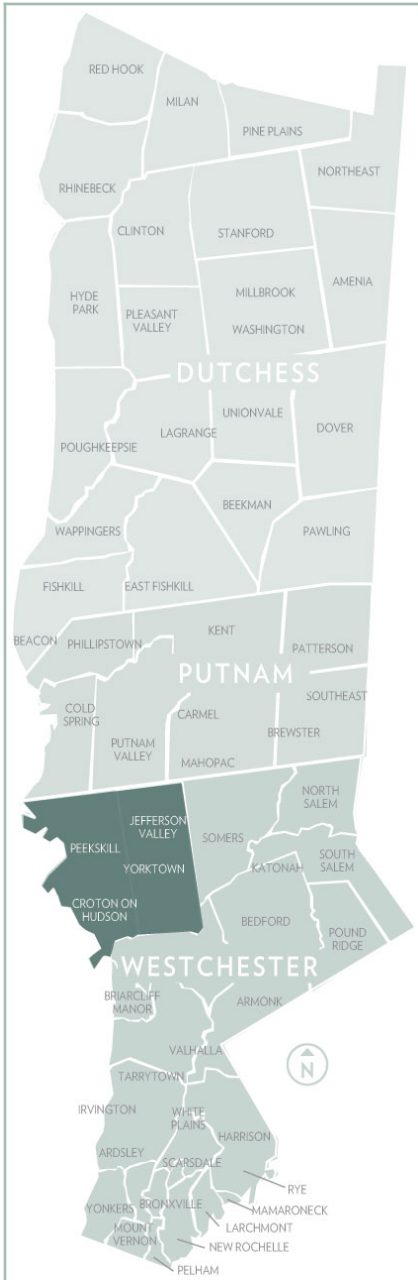 RED HOOK
MILAN
PINE PLAINS
NORTHEAST
RHINEBECK
CLINTON
STANFORD
AMENIA
HYDE
PARK
MILLBROOK
PLEASANT
VALLEY
WASHINGTON
DUTCHESS
UNIONVALE
LAGRANGE
DOVER
POUGHKEEPSIE
BEEKMAN
WAPPINGERS
PAWLING
FISHKILL
EAST FISHKILL
BEACON
PHILLIPSTOWN
KENT
PATTERSON
PUTNAM
SOUTHEAST
COLD
SPRING
CARMEL
BREWSTER
PUTNAM
VALLEY
MAHOPAC
NORTH
SALEM
JEFFERSON
VALLEY
PEEKSKILL
SOMERS
YORKTOWN
KATONAH
SOUTH
SALEM
CROTON ON
HUDSON
BEDFORD
POUND
RIDGE
WESTCHESTER
BRIARCLIFF
MANOR
ARMONK
VALHALLA
N
TARRYTOWN
IRVINGTON
WHITE
PLAINS
HARRISON
ARDSLEY
SCARSDALE
RYE
YONKERS
BRONXVILLE
MAMARONECK
MOUNT
VERNON
LARCHMONT
NEW ROCHELLE
PELHAM